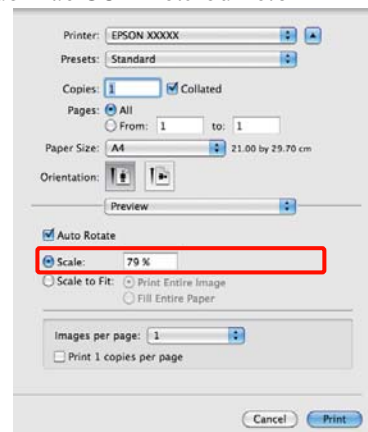 Printer: EPSON XXXXX
Presets: Standard
Copies: 1 Collated
Pages: All
From: 1 to: 1
Paper Size: A4 21.00 by 29.70 cm
Orientation:
Preview
Auto Rotate
Scale: 79 %
Scale to Fit: Print Entire Image
Fill Entire Paper
Images per page: 1
Print 1 copies per page
Cancel Print